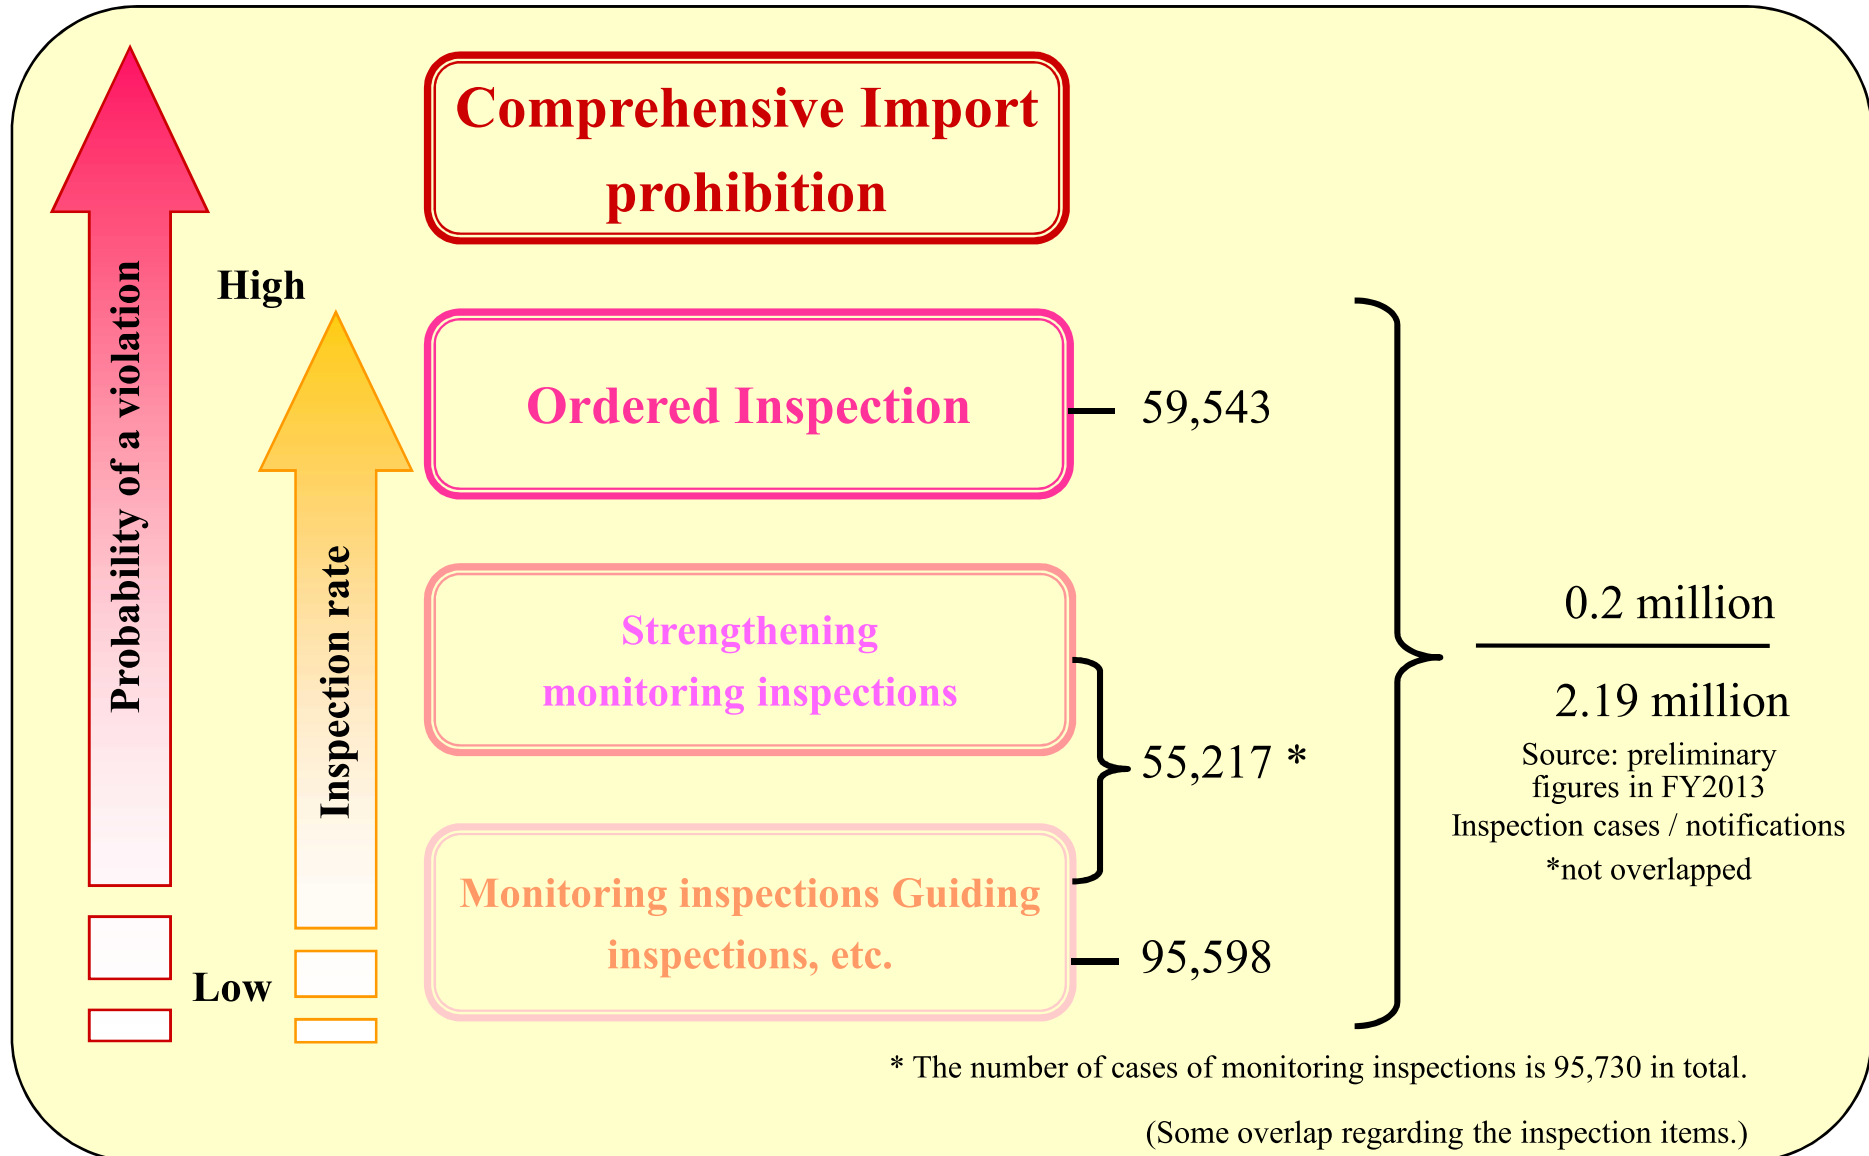 Comprehensive Import
prohibition
Probability of a violation
High
Ordered Inspection
59,543
Inspection rate
Strengthening
monitoring inspections
0.2 million
2.19 million
Source: preliminary
figures in FY2013
Inspection cases / notifications
*not overlapped
55,217 *
Monitoring inspections Guiding
inspections, etc.
95,598
Low
* The number of cases of monitoring inspections is 95,730 in total.
(Some overlap regarding the inspection items.)